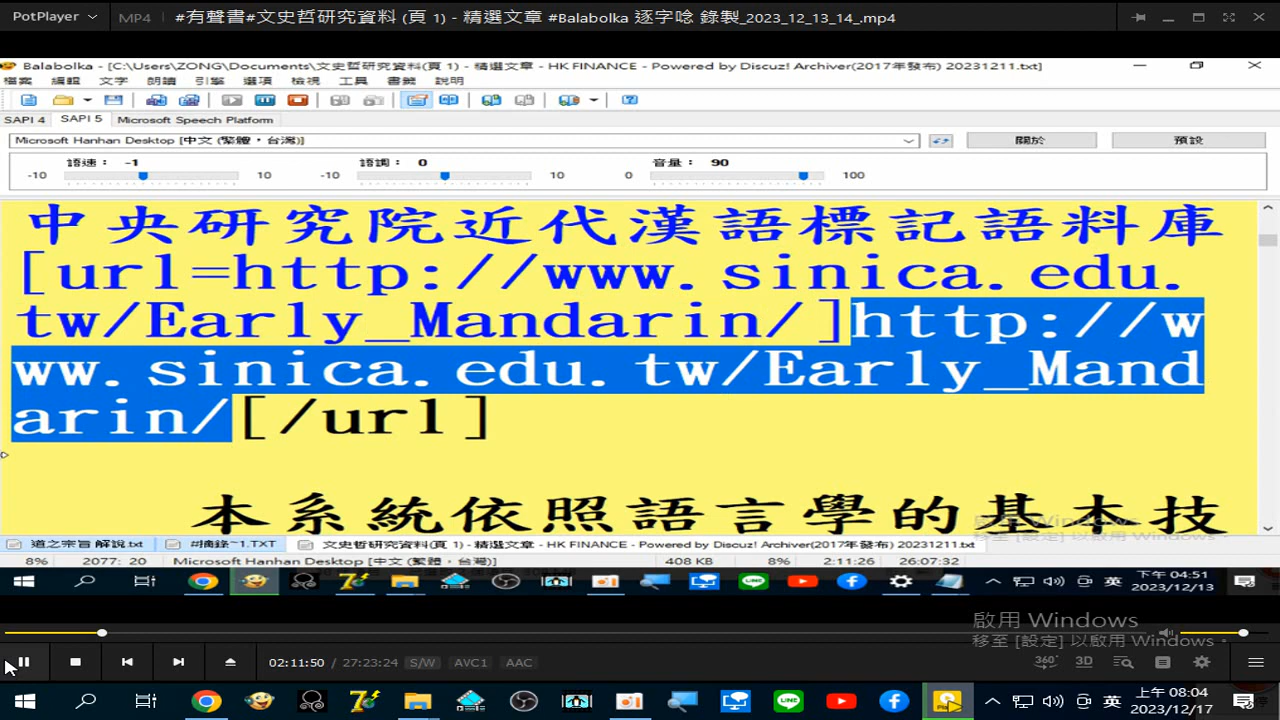 PotPlayer MP4 #有聲書#文史哲研究資料 (頁 1) - 精選文章 #Balabolka 逐字唸 錄製_2023_12_13_14_.mp4
Balabolka - [C:\Users\ZONG\Documents\文史哲研究資料(頁 1) - 精選文章 - HK FINANCE - Powered by Discuz! Archiver(2017年發布) 20231211.txt]
檔案 編輯 文字 朗讀 引擎 選項 檢視 工具 書籤 說明
SAPI 4 SAPI 5 Microsoft Speech Platform
Microsoft Hanhan Desktop [中文 (繁體，台灣)]
關於 預設
語速： -1 語調： 0 音量： 90
-10 10 -10 10 0 100
中央研究院近代漢語標記語料庫
[url=http://www.sinica.edu.
tw/Early_Mandarin/]http://w
ww.sinica.edu.tw/Early_Mand
arin/[/url]
本系統依照語言學的基本技
道之宗旨 解說.txt #摘錄~1.TXT 文史哲研究資料(頁 1) - 精選文章 - HK FINANCE - Powered by Discuz! Archiver(2017年發布) 20231211.txt
8% 2077: 20 Microsoft Hanhan Desktop [中文 (繁體，台灣)] 408 KB 8% 2:11:26 26:07:32
英 下午 04:51
2023/12/13
啟用 Windows
移至 [設定] 以啟用 Windows。
02:11:50 / 27:23:24 S/W AVC1 AAC 360° 3D
英 上午 08:04
2023/12/17